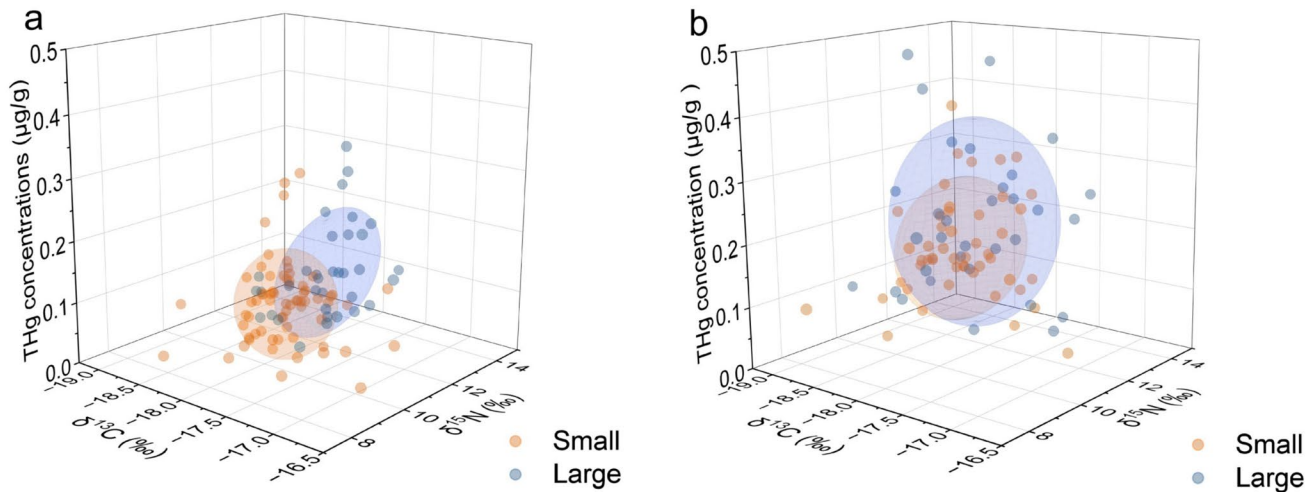 a
THg concentrations (µg/g)
0.5
0.4
0.3
0.2
0.1
0.0
−19.0
−18.5
−18.0
−17.5
−17.0
−16.5
δ¹³C (‰)
8
10
12
14
δ¹⁵N (‰)
Small
Large
b
THg concentration (µg/g )
0.5
0.4
0.3
0.2
0.1
0.0
−19.0
−18.5
−18.0
−17.5
−17.0
−16.5
δ¹³C (‰)
8
10
12
14
δ¹⁵N (‰)
Small
Large